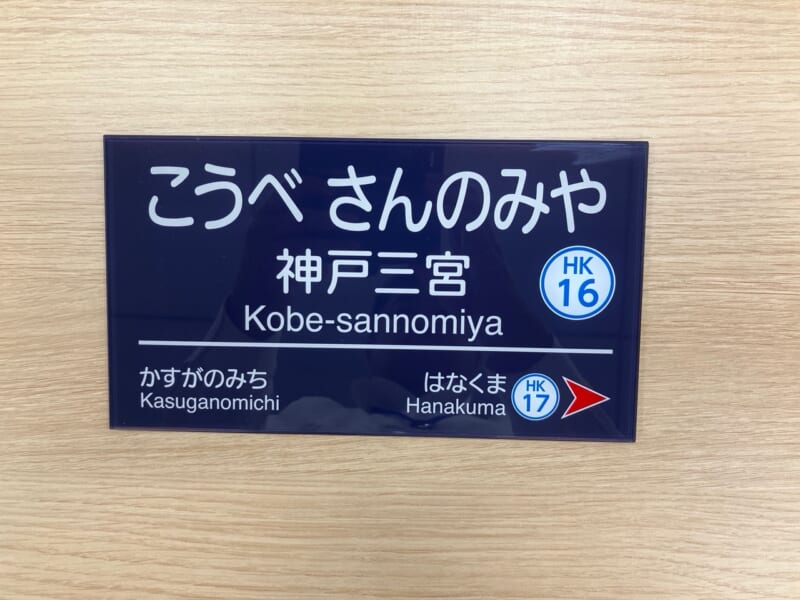 こうべ さんのみや
神戸三宮
HK
16
Kobe-sannomiya
かすがのみち
Kasuganomichi
はなくま
Hanakuma
HK
17